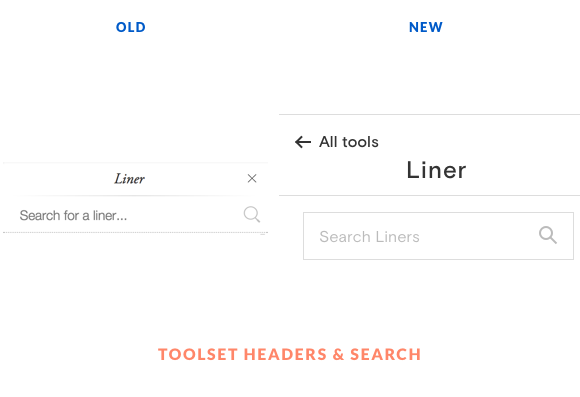 OLD
NEW
Liner
Search for a liner...
All tools
Liner
Search Liners
TOOLSET HEADERS & SEARCH